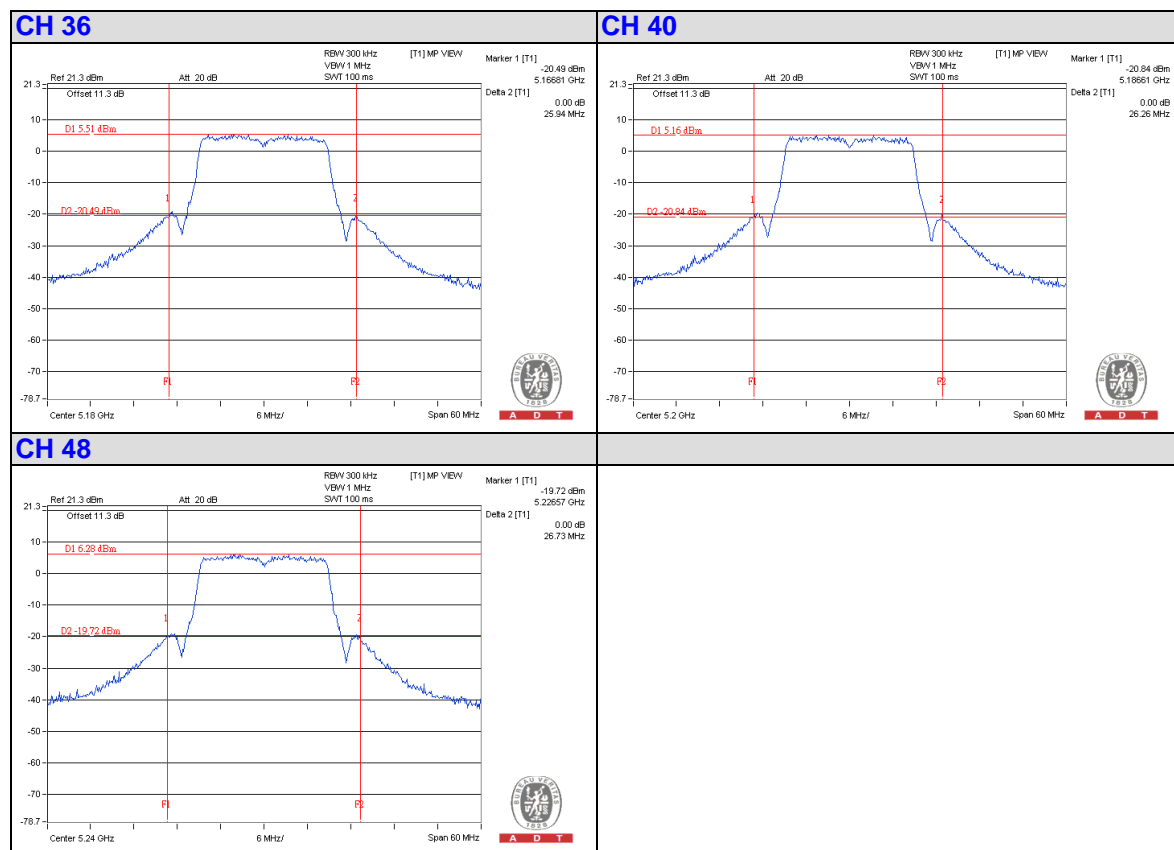 CH 36
RBW 300 kHz [T1] MP VIEW
VBW 1 MHz
SWT 100 ms
Ref 21.3 dBm Att 20 dB
Marker 1 [T1]
-20.49 dBm
5.16681 GHz
Delta 2 [T1]
0.00 dB
25.94 MHz
21.3
Offset 11.3 dB
D1 5.51 dBm
10
0
-10
-20
-30
-40
-50
-60
-70
-78.7
1
2
D2 -20.49 dBm
F1
F2
Center 5.18 GHz 6 MHz/ Span 60 MHz
BUREAU VERITAS
1828
A D T
CH 40
RBW 300 kHz [T1] MP VIEW
VBW 1 MHz
SWT 100 ms
Ref 21.3 dBm Att 20 dB
Marker 1 [T1]
-20.84 dBm
5.18661 GHz
Delta 2 [T1]
0.00 dB
26.26 MHz
21.3
Offset 11.3 dB
D1 5.16 dBm
10
0
-10
-20
-30
-40
-50
-60
-70
-78.7
1
2
D2 -20.84 dBm
F1
F2
Center 5.2 GHz 6 MHz/ Span 60 MHz
BUREAU VERITAS
1828
A D T
CH 48
RBW 300 kHz [T1] MP VIEW
VBW 1 MHz
SWT 100 ms
Ref 21.3 dBm Att 20 dB
Marker 1 [T1]
-19.72 dBm
5.22657 GHz
Delta 2 [T1]
0.00 dB
26.73 MHz
21.3
Offset 11.3 dB
D1 6.28 dBm
0
-10
-20
-30
-40
-50
-60
-70
-78.7
1
2
D2 -19.72 dBm
F1
F2
Center 5.24 GHz 6 MHz/ Span 60 MHz
BUREAU VERITAS
1828
A D T